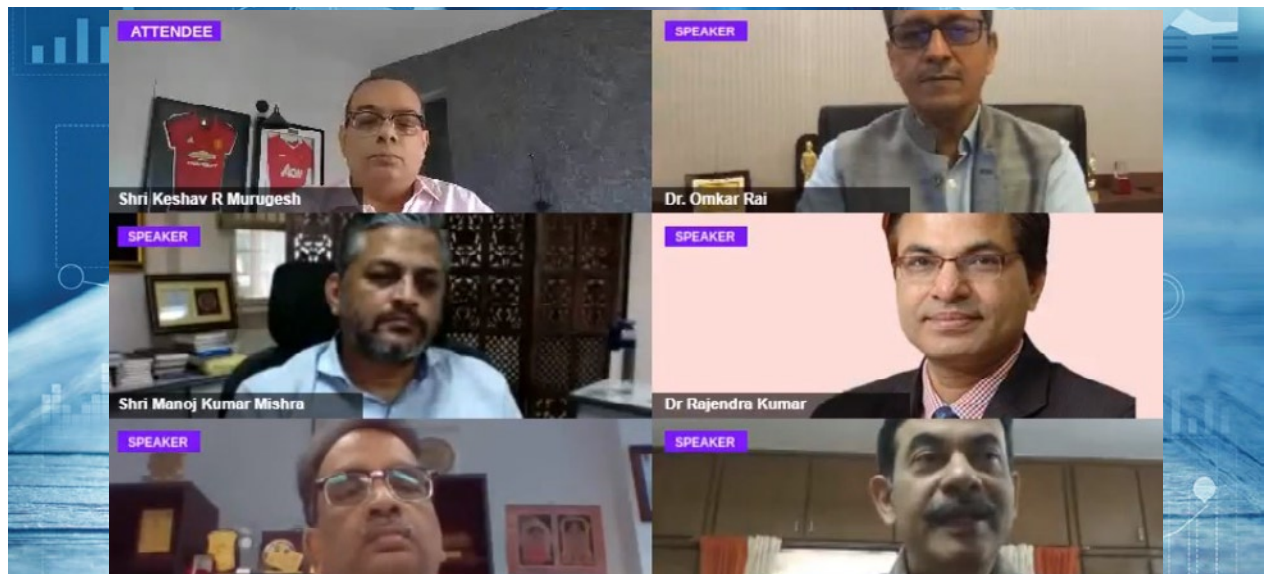 ATTENDEE
SPEAKER
AON
Shri Keshav R Murugesh
Dr. Omkar Rai
SPEAKER
SPEAKER
Shri Manoj Kumar Mishra
Dr Rajendra Kumar
SPEAKER
SPEAKER